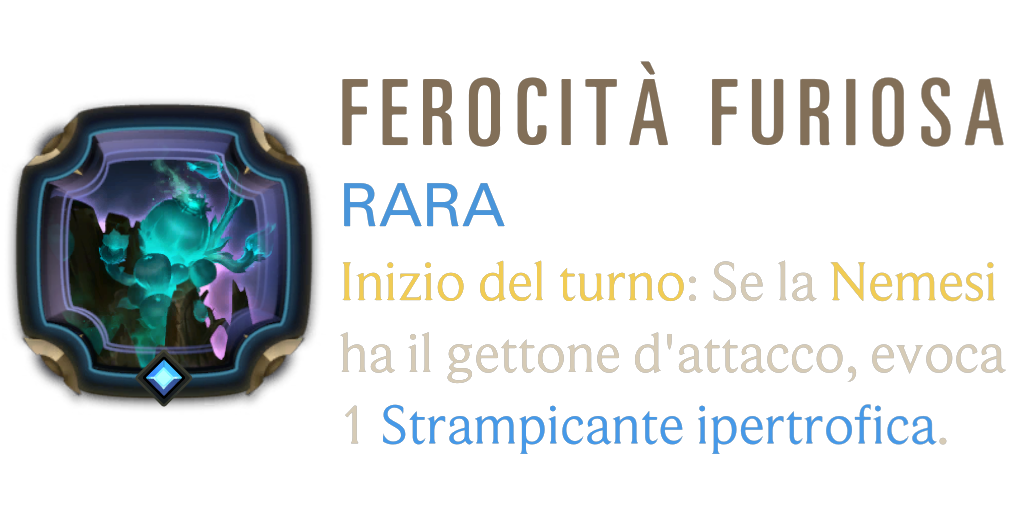 FEROCITÀ FURIOSA
RARA
Inizio del turno: Se la Nemesi
ha il gettone d'attacco, evoca
1 Strampicante ipertrofica.